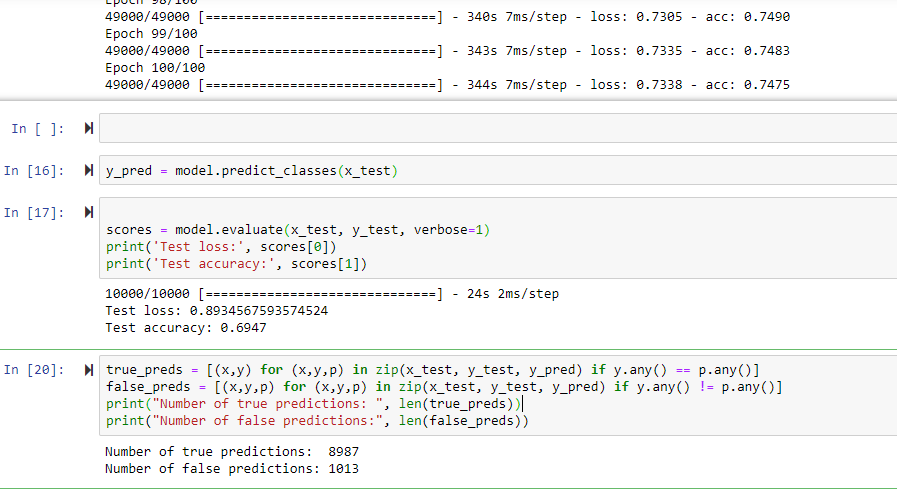 Epoch 98/100
49000/49000 [==============================] - 340s 7ms/step - loss: 0.7305 - acc: 0.7490
Epoch 99/100
49000/49000 [==============================] - 343s 7ms/step - loss: 0.7335 - acc: 0.7483
Epoch 100/100
49000/49000 [==============================] - 344s 7ms/step - loss: 0.7338 - acc: 0.7475
In [ ]:
In [16]: y_pred = model.predict_classes(x_test)
In [17]:
scores = model.evaluate(x_test, y_test, verbose=1)
print('Test loss:', scores[0])
print('Test accuracy:', scores[1])
10000/10000 [==============================] - 24s 2ms/step
Test loss: 0.8934567593574524
Test accuracy: 0.6947
In [20]: true_preds = [(x,y) for (x,y,p) in zip(x_test, y_test, y_pred) if y.any() == p.any()]
false_preds = [(x,y,p) for (x,y,p) in zip(x_test, y_test, y_pred) if y.any() != p.any()]
print("Number of true predictions: ", len(true_preds))
print("Number of false predictions:", len(false_preds))
Number of true predictions:  8987
Number of false predictions: 1013